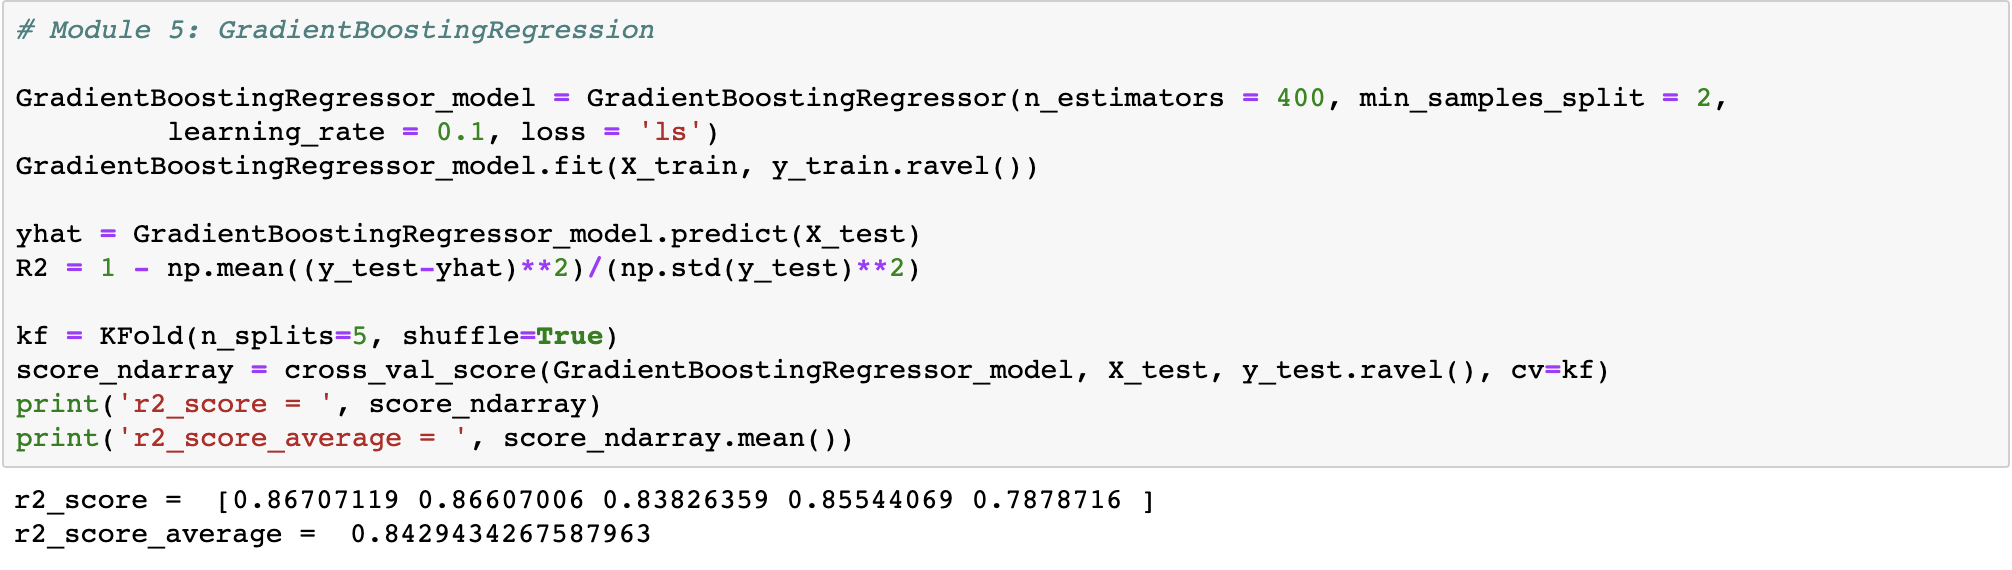 # Module 5: GradientBoostingRegression
GradientBoostingRegressor_model = GradientBoostingRegressor(n_estimators = 400, min_samples_split = 2,
learning_rate = 0.1, loss = 'ls')
GradientBoostingRegressor_model.fit(X_train, y_train.ravel())
yhat = GradientBoostingRegressor_model.predict(X_test)
R2 = 1 - np.mean((y_test-yhat)**2)/(np.std(y_test)**2)
kf = KFold(n_splits=5, shuffle=True)
score_ndarray = cross_val_score(GradientBoostingRegressor_model, X_test, y_test.ravel(), cv=kf)
print('r2_score = ', score_ndarray)
print('r2_score_average = ', score_ndarray.mean())
r2_score =  [0.86707119 0.86607006 0.83826359 0.85544069 0.7878716 ]
r2_score_average =  0.8429434267587963